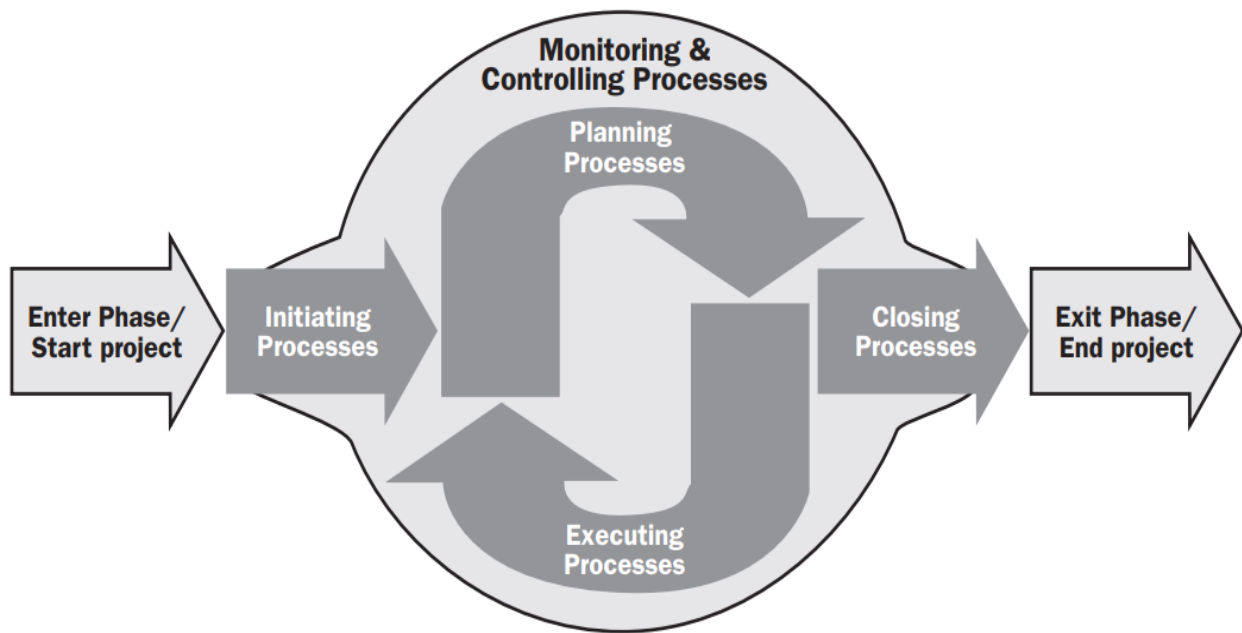 Monitoring &
Controlling Processes
Planning
Processes
Enter Phase/
Start project
Initiating
Processes
Closing
Processes
Exit Phase/
End project
Executing
Processes